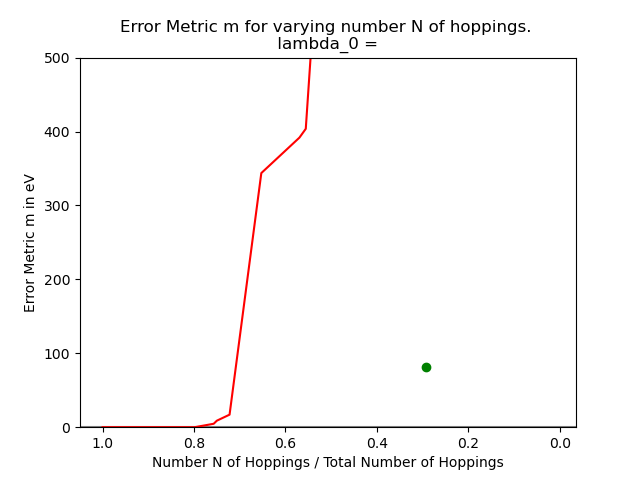 Error Metric m for varying number N of hoppings.
lambda_0 =
500
400
300
200
100
0
Error Metric m in eV
1.0 0.8 0.6 0.4 0.2 0.0
Number N of Hoppings / Total Number of Hoppings